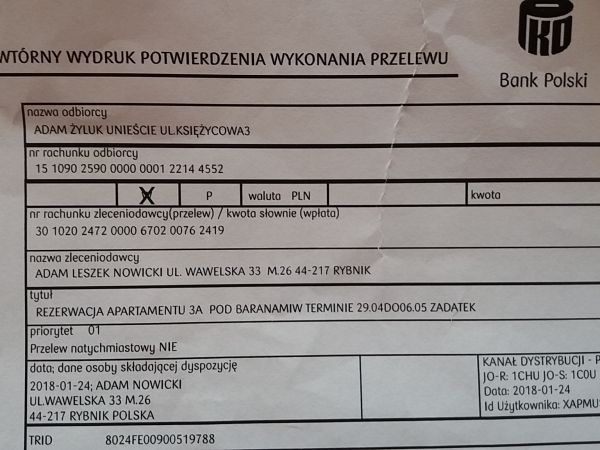 WTÓRNY WYDRUK POTWIERDZENIA WYKONANIA PRZELEWU
PKO
Bank Polski
nazwa odbiorcy
ADAM ŻYLUK UNIEŚCIE UL.KSIĘŻYCOWA3
nr rachunku odbiorcy
15 1090 2590 0000 0001 2214 4552
W P waluta PLN kwota
nr rachunku zleceniodawcy(przelew) / kwota słownie (wpłata)
30 1020 2472 0000 6702 0076 2419
nazwa zleceniodawcy
ADAM LESZEK NOWICKI UL. WAWELSKA 33 M.26 44-217 RYBNIK
tytuł
REZERWACJA APARTAMENTU 3A POD BARANAMIW TERMINIE 29.04DO06.05 ZADATEK
priorytet 01
Przelew natychmiastowy NIE
data; dane osoby składającej dyspozycję
2018-01-24; ADAM NOWICKI
UL.WAWELSKA 33 M.26
44-217 RYBNIK POLSKA
KANAŁ DYSTRYBUCJI - P
JO-R: 1CHU JO-S: 1C0U
Data: 2018-01-24
Id Użytkownika: XAPMU
TRID 8024FE00900519788